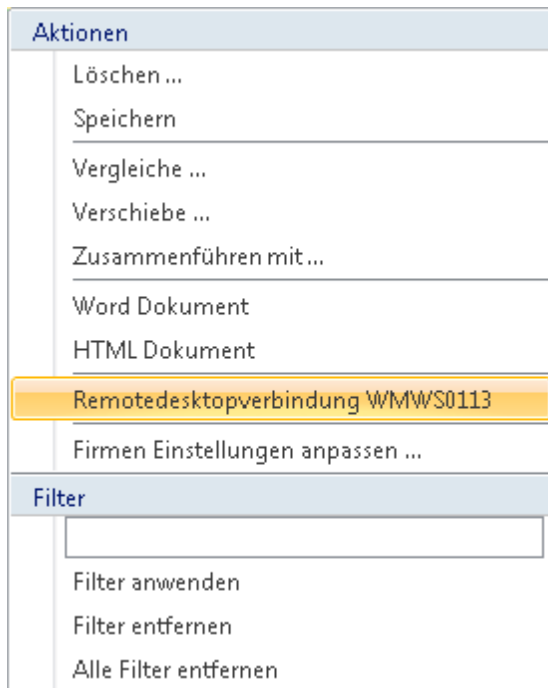 Aktionen
Löschen ...
Speichern
Vergleiche ...
Verschiebe ...
Zusammenführen mit ...
Word Dokument
HTML Dokument
Remotedesktopverbindung WMWS0113
Firmen Einstellungen anpassen ...
Filter
Filter anwenden
Filter entfernen
Alle Filter entfernen